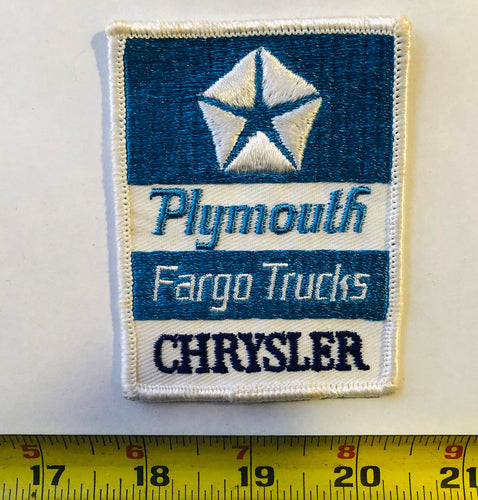 Plymouth
Fargo Trucks
CHRYSLER
5 6 7 8 9
17 18 19 20 21